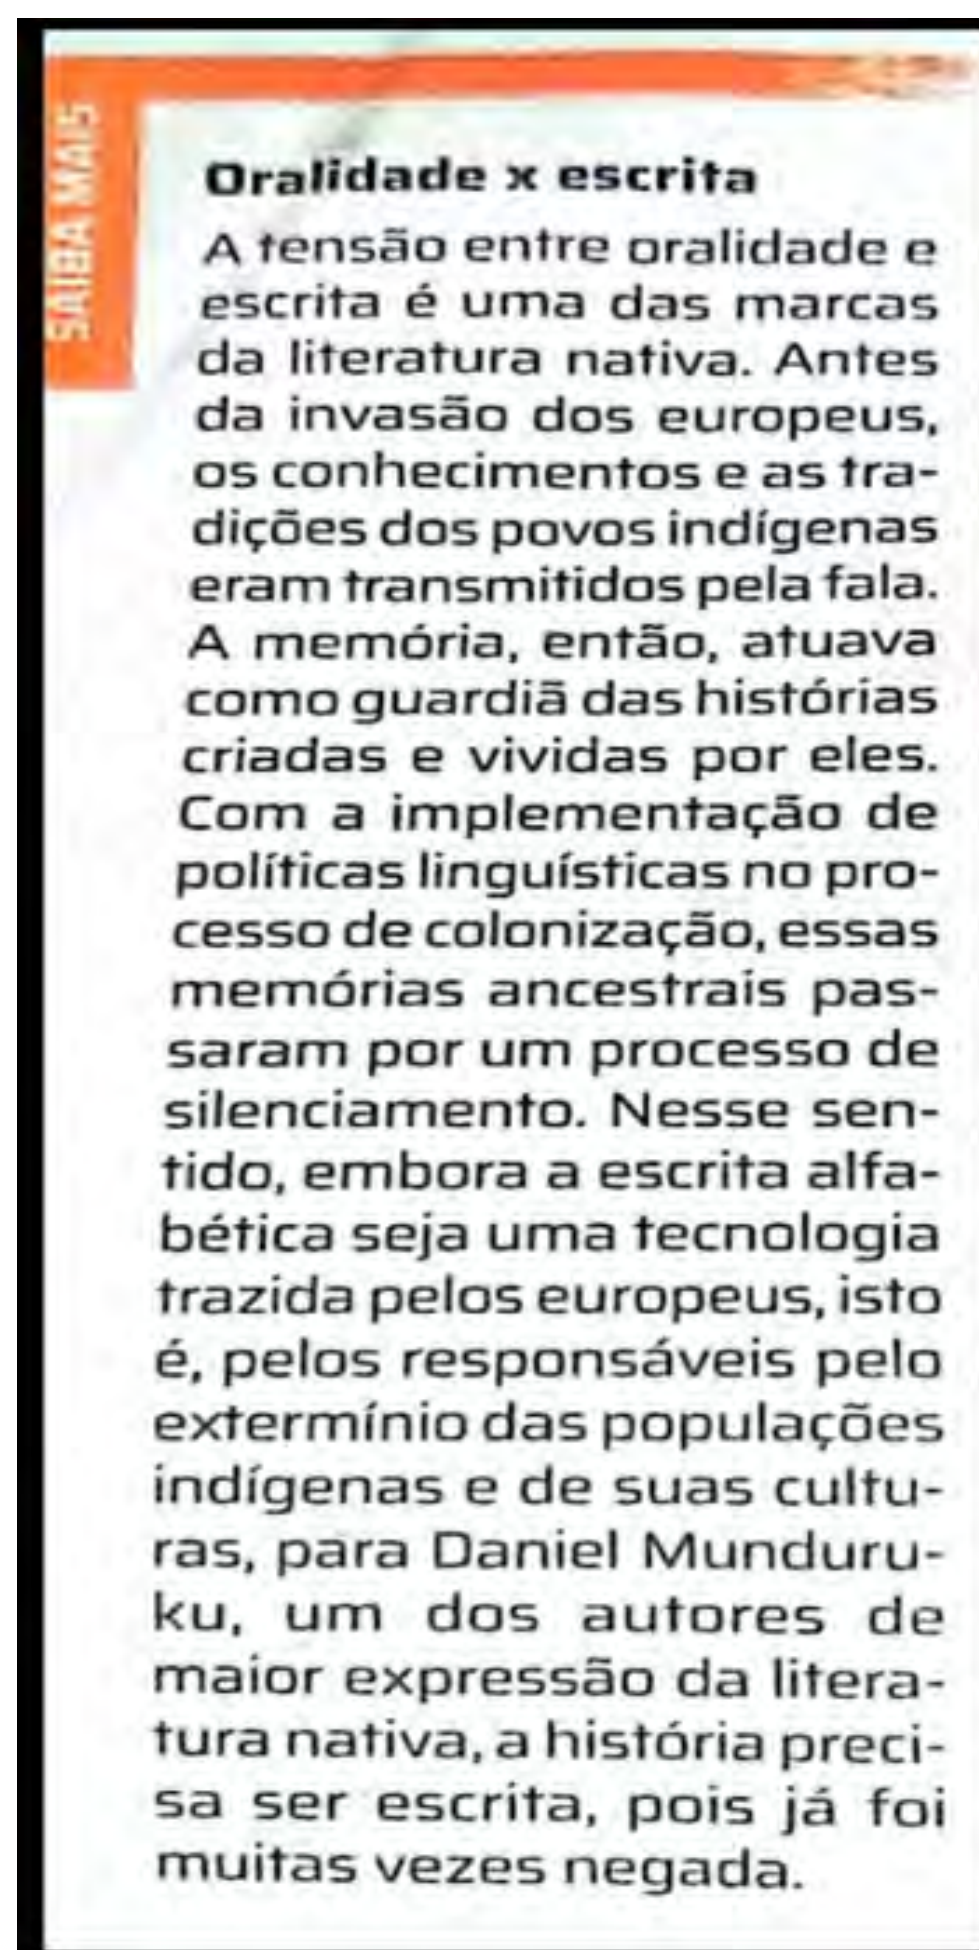 SAIBA MAIS
Oralidade x escrita
A tensão entre oralidade e
escrita é uma das marcas
da literatura nativa. Antes
da invasão dos europeus,
os conhecimentos e as tra-
dições dos povos indígenas
eram transmitidos pela fala.
A memória, então, atuava
como guardiã das histórias
criadas e vividas por eles.
Com a implementação de
políticas linguísticas no pro-
cesso de colonização, essas
memórias ancestrais pas-
saram por um processo de
silenciamento. Nesse sen-
tido, embora a escrita alfa-
bética seja uma tecnologia
trazida pelos europeus, isto
é, pelos responsáveis pelo
extermínio das populações
indígenas e de suas cultu-
ras, para Daniel Munduru-
ku, um dos autores de
maior expressão da litera-
tura nativa, a história preci-
sa ser escrita, pois já foi
muitas vezes negada.